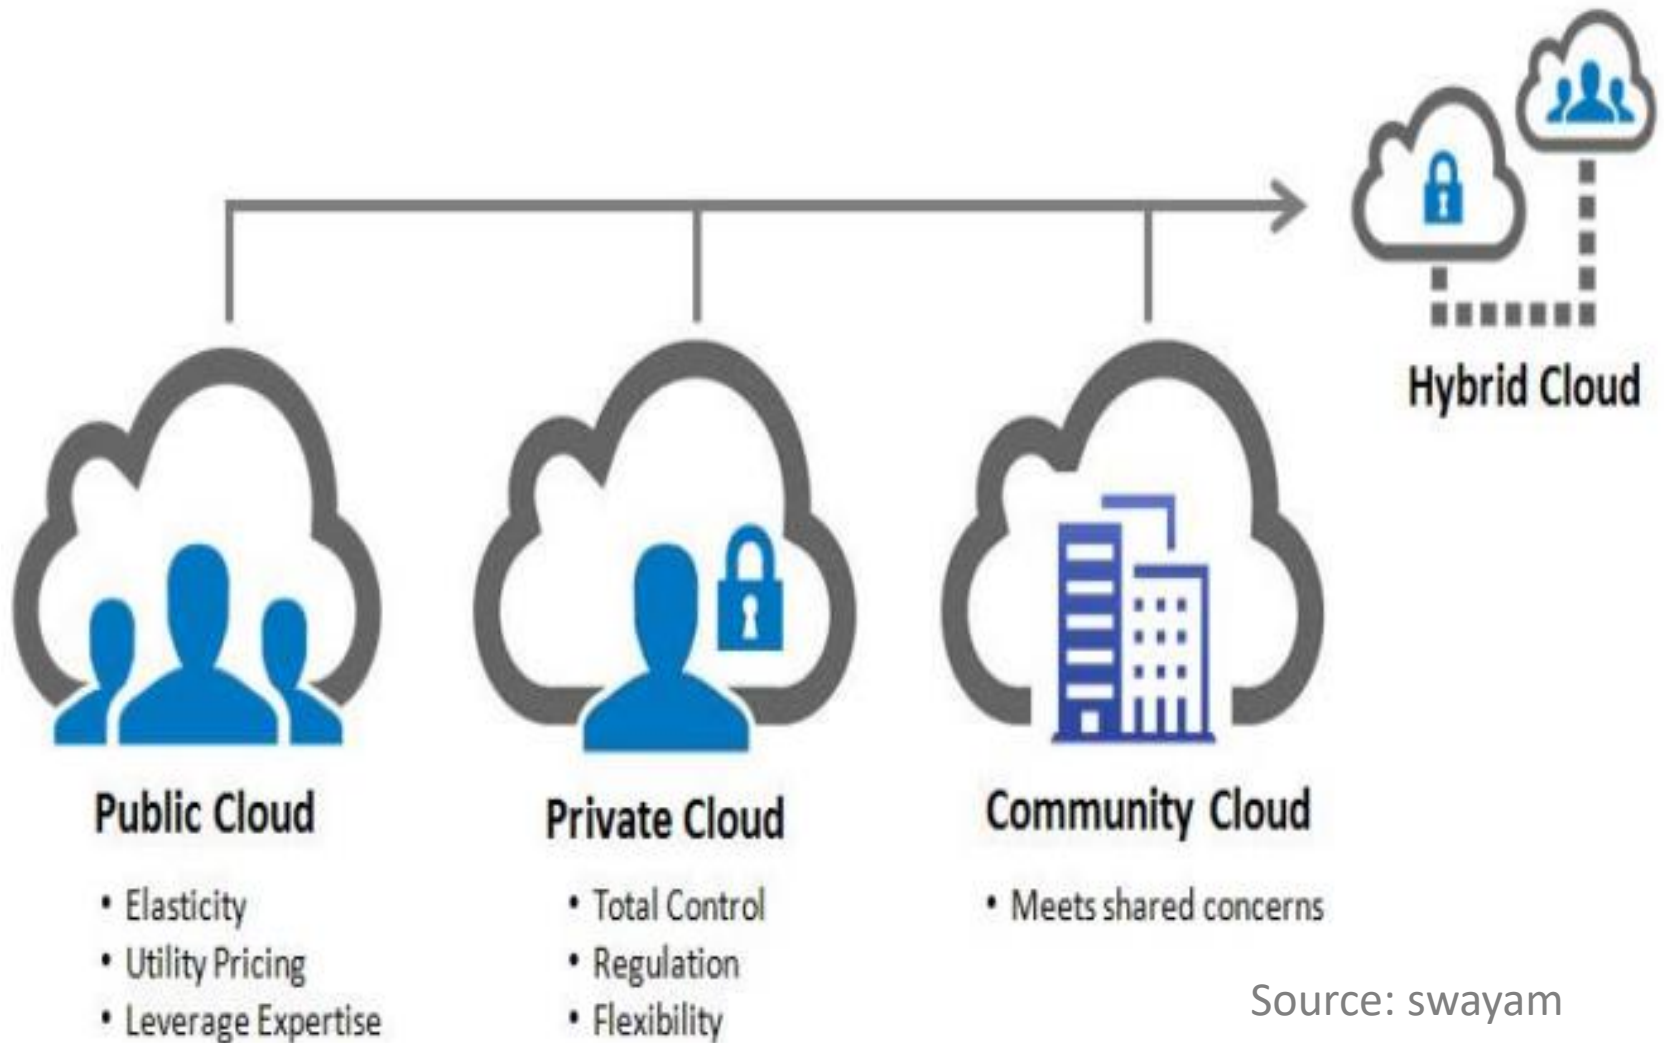 Hybrid Cloud
Public Cloud
• Elasticity
• Utility Pricing
• Leverage Expertise
Private Cloud
• Total Control
• Regulation
• Flexibility
Community Cloud
• Meets shared concerns
Source: swayam